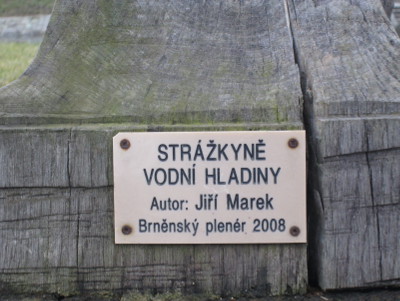 STRÁŽKYNĚ
VODNÍ HLADINY
Autor: Jiří Marek
Brněnský plenér 2008